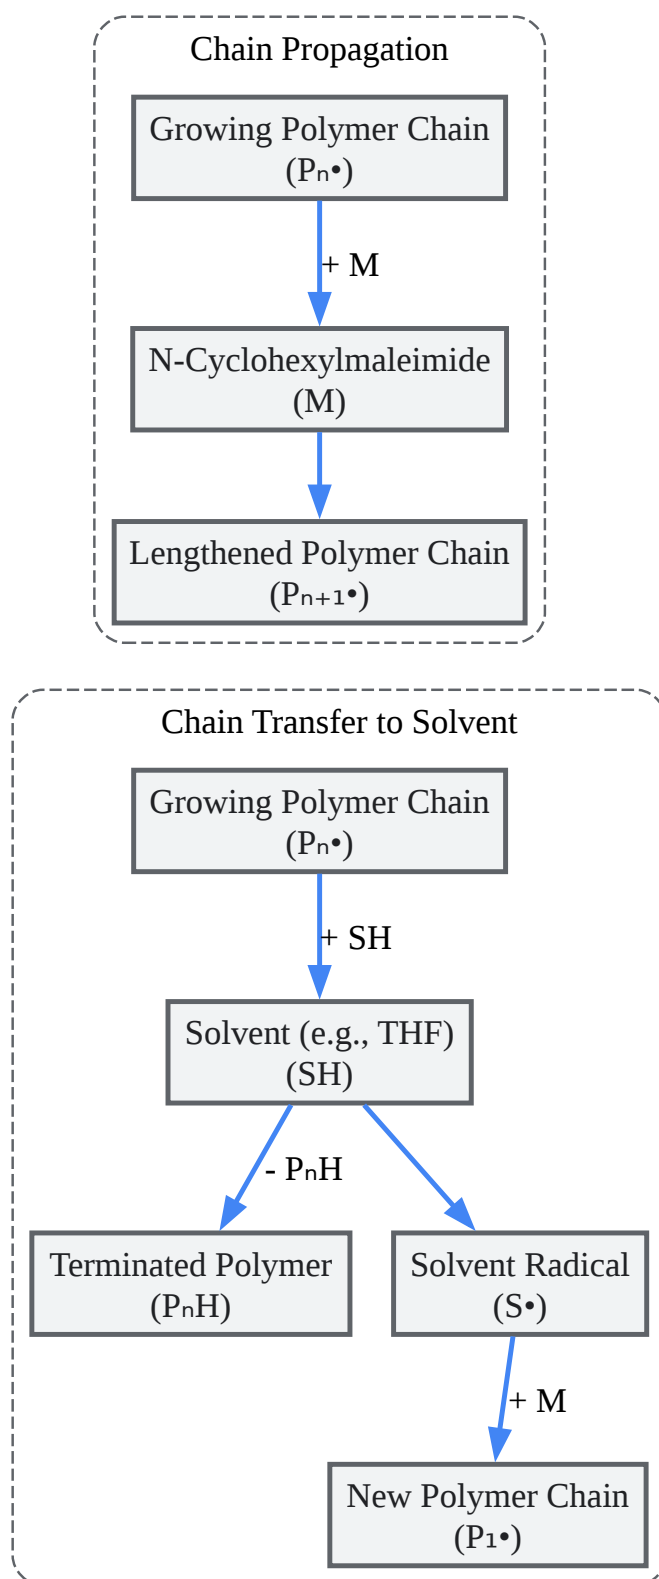 Chain Propagation
Growing Polymer Chain
(Pₙ•)
+ M
N-Cyclohexylmaleimide
(M)
Lengthened Polymer Chain
(Pₙ₊₁•)
Chain Transfer to Solvent
Growing Polymer Chain
(Pₙ•)
+ SH
Solvent (e.g., THF)
(SH)
- PₙH
Terminated Polymer
(PₙH)
Solvent Radical
(S•)
+ M
New Polymer Chain
(P₁•)